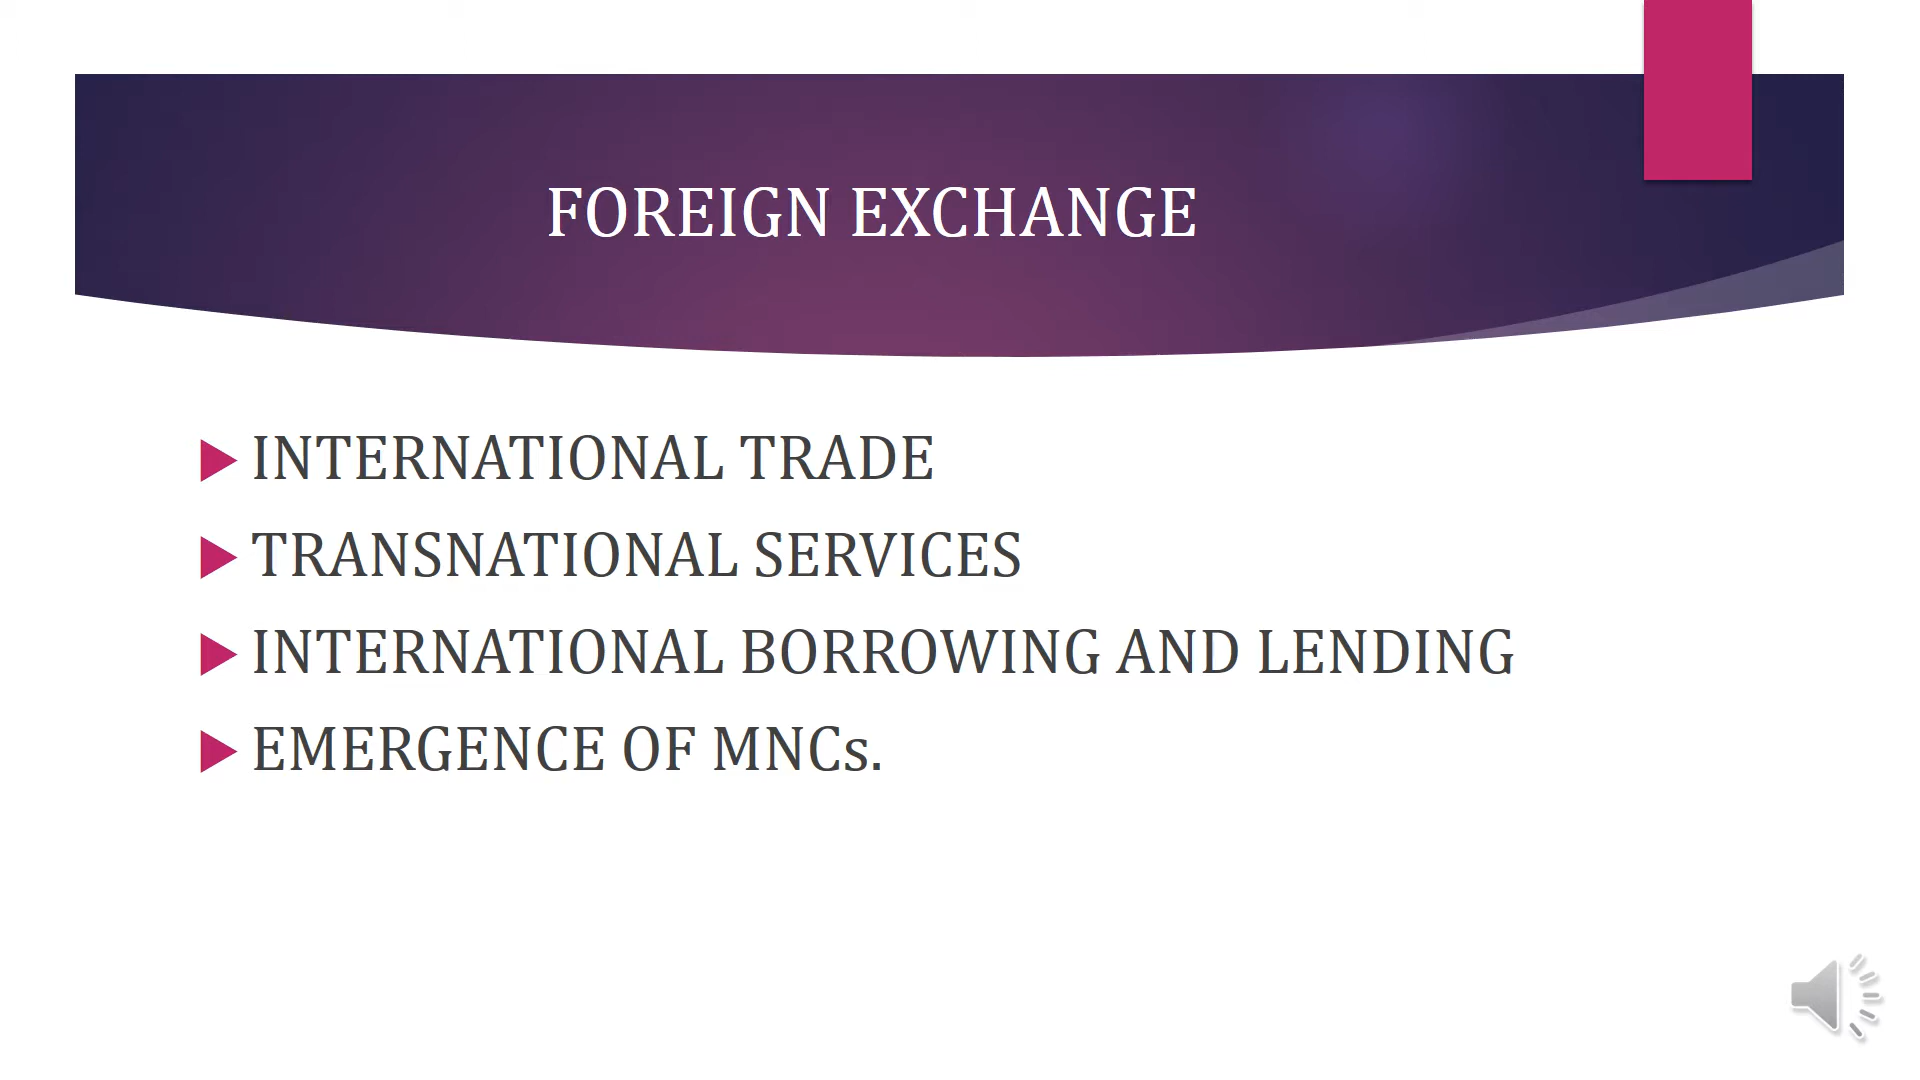 FOREIGN EXCHANGE
INTERNATIONAL TRADE
TRANSNATIONAL SERVICES
INTERNATIONAL BORROWING AND LENDING
EMERGENCE OF MNCs.